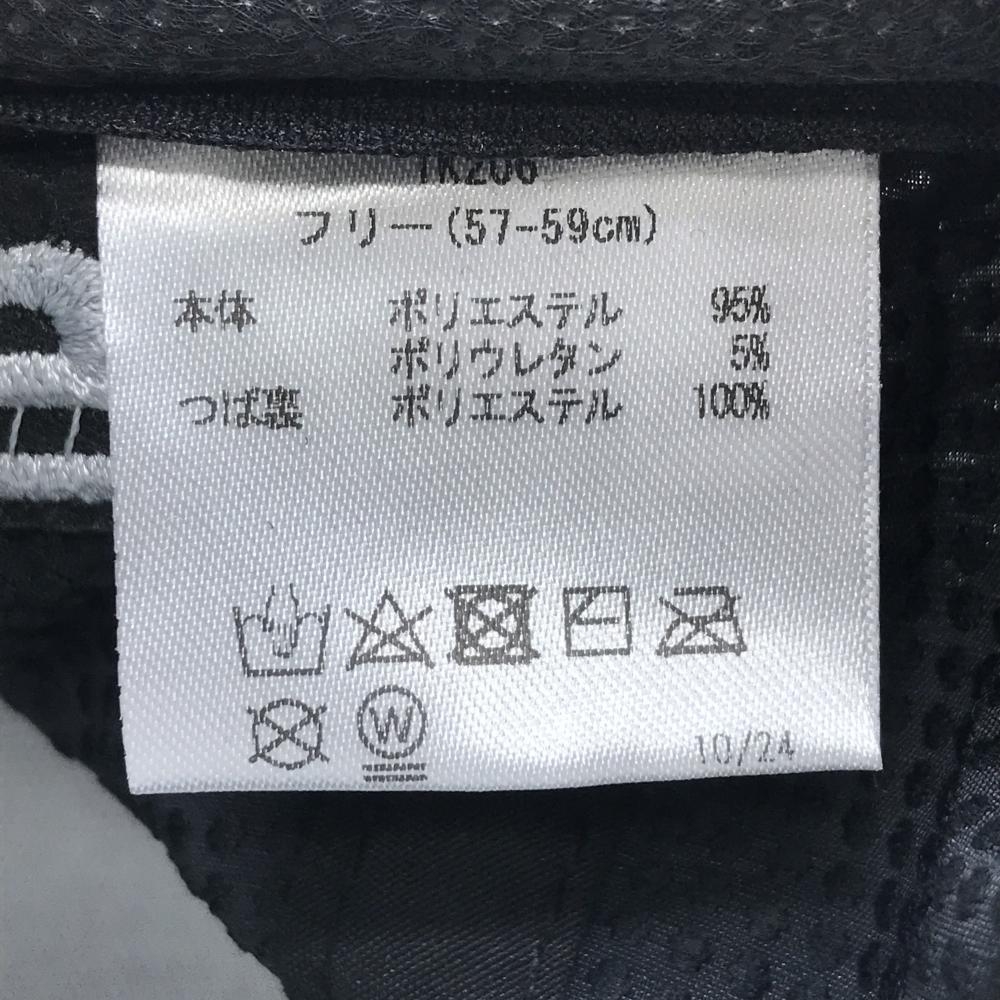 フリー(57-59cm)
本体 ポリエステル 95%
ポリウレタン 5%
つば裏 ポリエステル 100%
W
10/24